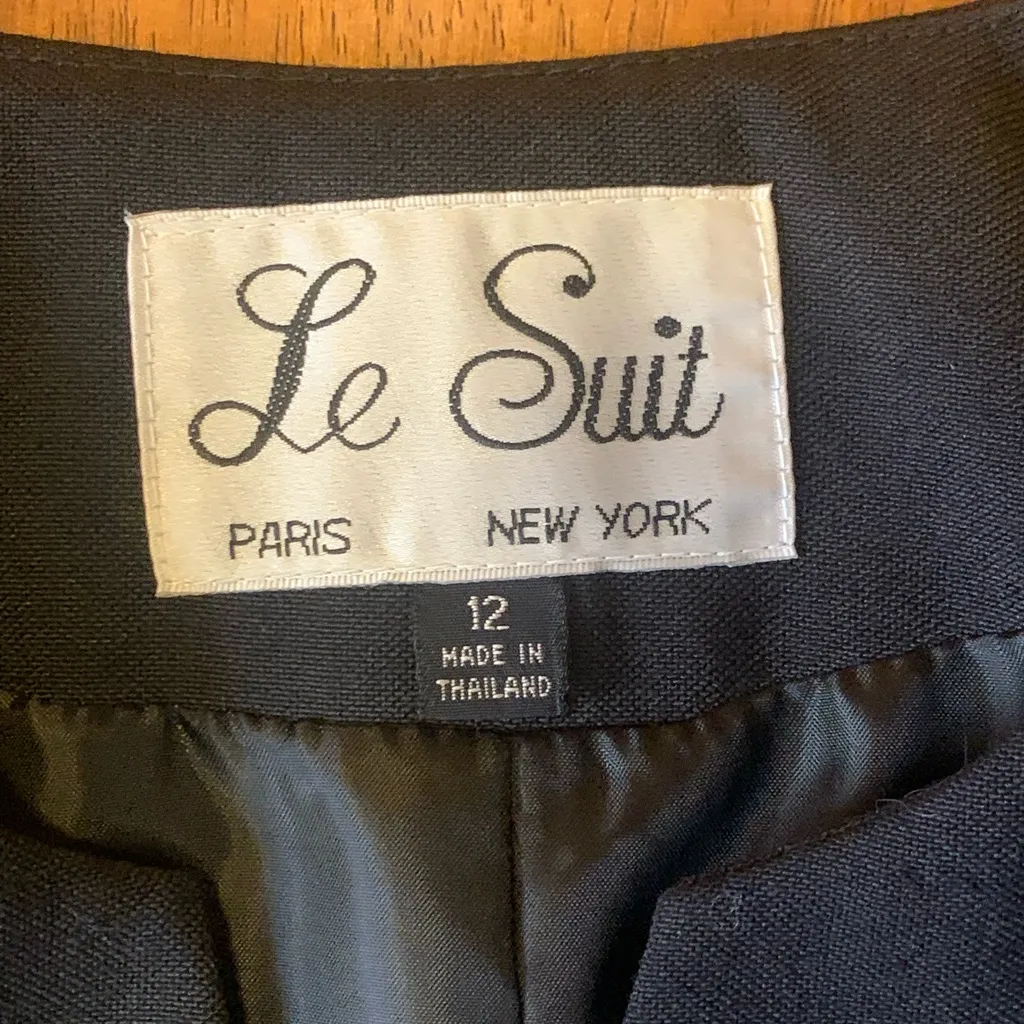 Le Suit
PARIS NEW YORK
12
MADE IN
THAILAND